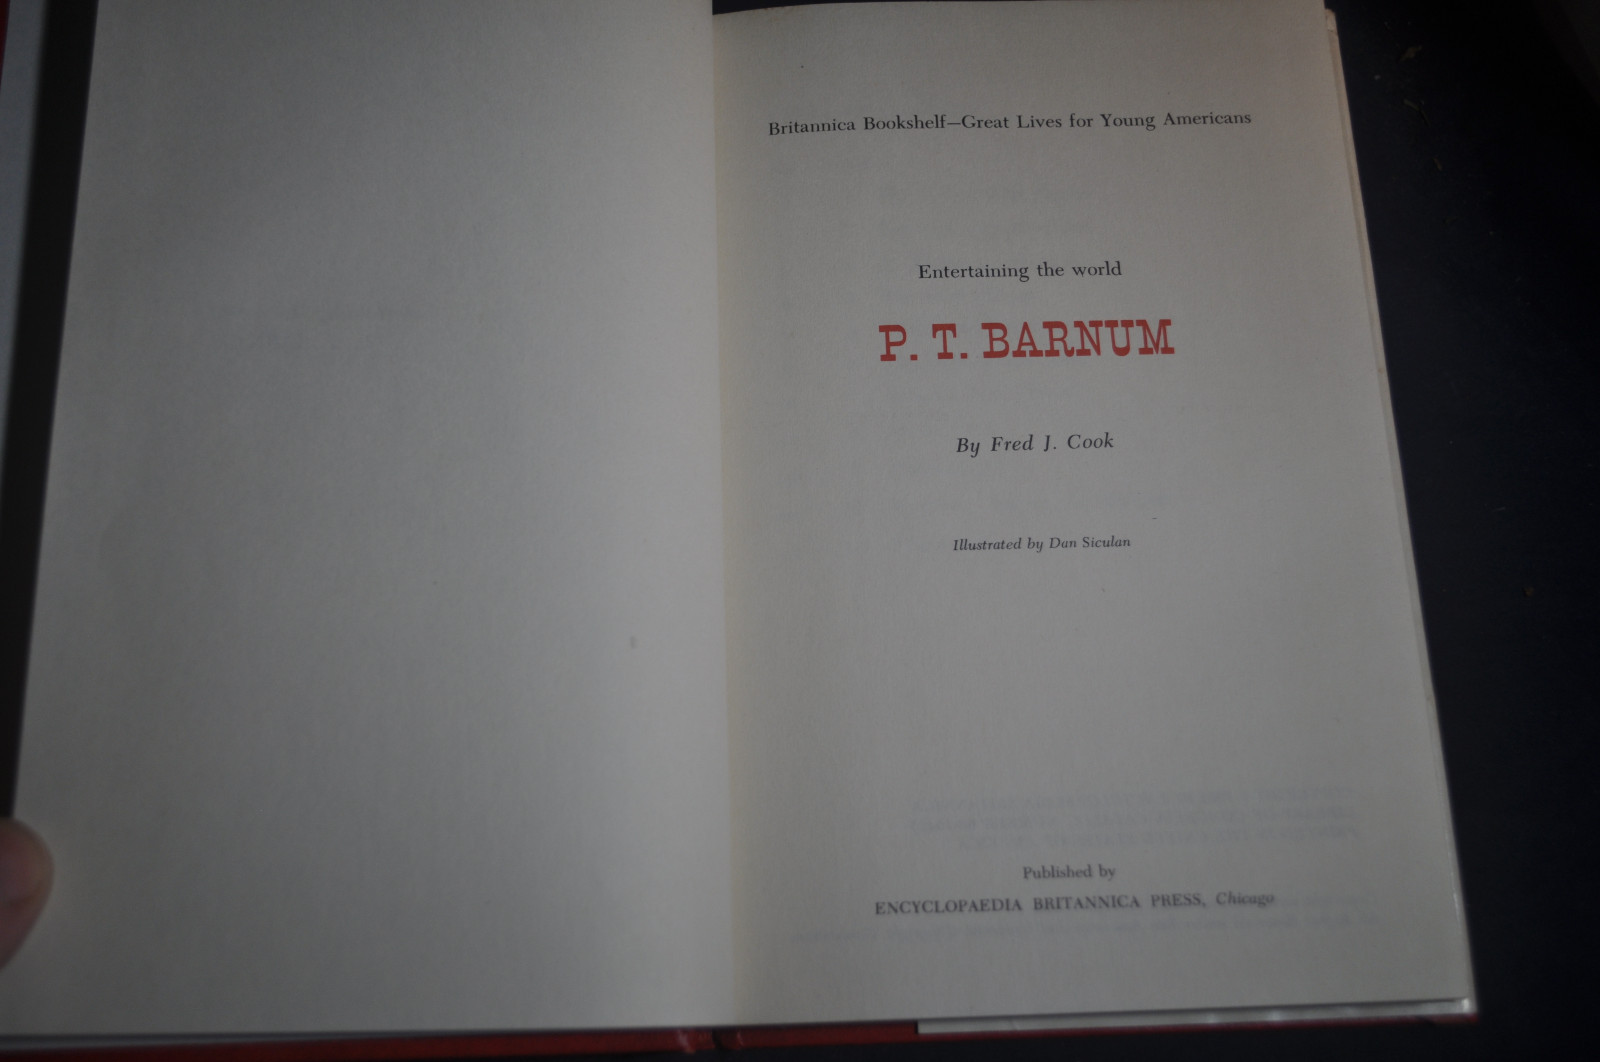 Britannica Bookshelf—Great Lives for Young Americans
Entertaining the world
P. T. BARNUM
By Fred J. Cook
Illustrated by Dan Siculan
Published by
ENCYCLOPAEDIA BRITANNICA PRESS, Chicago